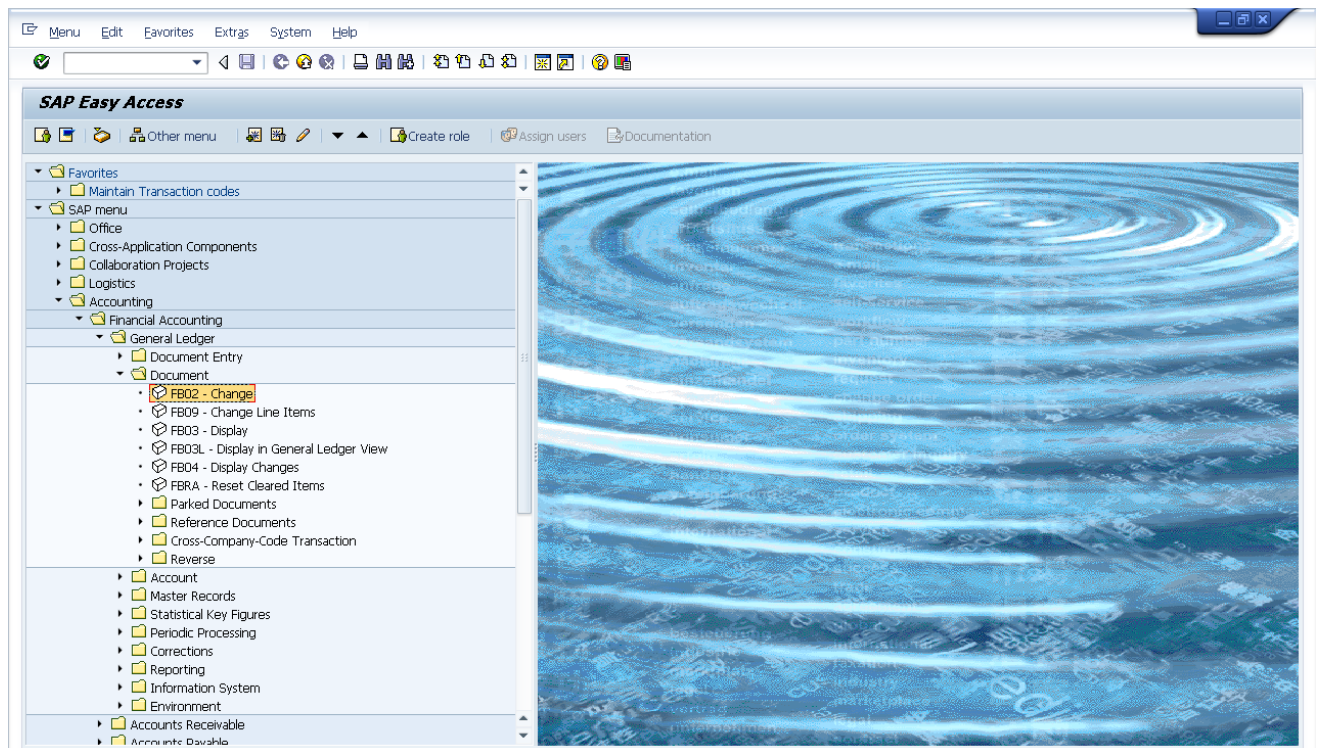 Menu Edit Favorites Extras System Help
SAP Easy Access
Other menu Create role Assign users Documentation
Favorites
Maintain Transaction codes
SAP menu
Office
Cross-Application Components
Collaboration Projects
Logistics
Accounting
Financial Accounting
General Ledger
Document Entry
Document
FB02 - Change
FB09 - Change Line Items
FB03 - Display
FB03L - Display in General Ledger View
FB04 - Display Changes
FBRA - Reset Cleared Items
Parked Documents
Reference Documents
Cross-Company-Code Transaction
Reverse
Account
Master Records
Statistical Key Figures
Periodic Processing
Corrections
Reporting
Information System
Environment
Accounts Receivable
Accounts Payable